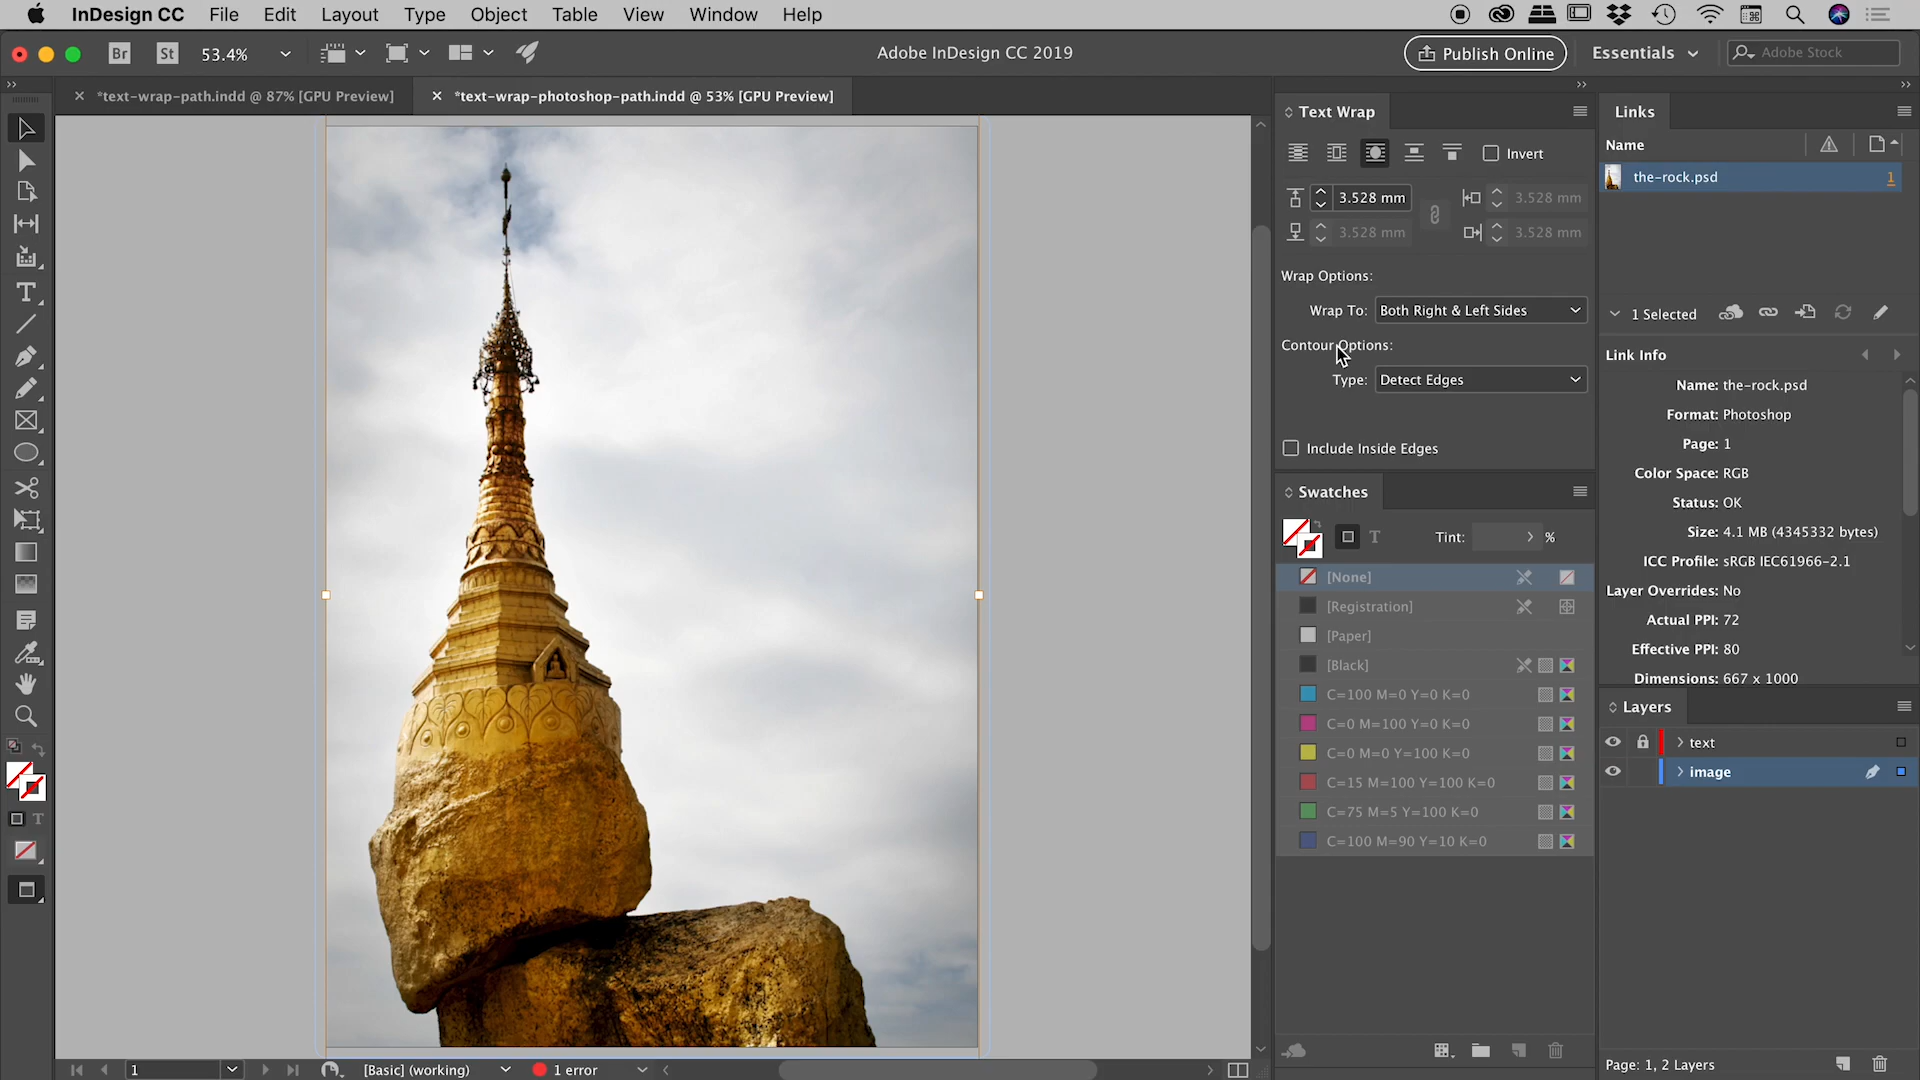 InDesign CC File Edit Layout Type Object Table View Window Help
Br St 53.4% Adobe InDesign CC 2019 Publish Online Essentials Adobe Stock
*text-wrap-path.indd @ 87% [GPU Preview] *text-wrap-photoshop-path.indd @ 53% [GPU Preview]
Text Wrap
Invert
3.528 mm 3.528 mm
3.528 mm 3.528 mm
Wrap Options:
Wrap To: Both Right & Left Sides
Contour Options:
Type: Detect Edges
Include Inside Edges
Swatches
T Tint: %
[None]
[Registration]
[Paper]
[Black]
C=100 M=0 Y=0 K=0
C=0 M=100 Y=0 K=0
C=0 M=0 Y=100 K=0
C=15 M=100 Y=100 K=0
C=75 M=5 Y=100 K=0
C=100 M=90 Y=10 K=0
Links
Name
the-rock.psd 1
1 Selected
Link Info
Name: the-rock.psd
Format: Photoshop
Page: 1
Color Space: RGB
Status: OK
Size: 4.1 MB (4345332 bytes)
ICC Profile: sRGB IEC61966-2.1
Layer Overrides: No
Actual PPI: 72
Effective PPI: 80
Dimensions: 667 x 1000
Layers
text
image
Page: 1, 2 Layers
T
T
1 [Basic] (working) 1 error